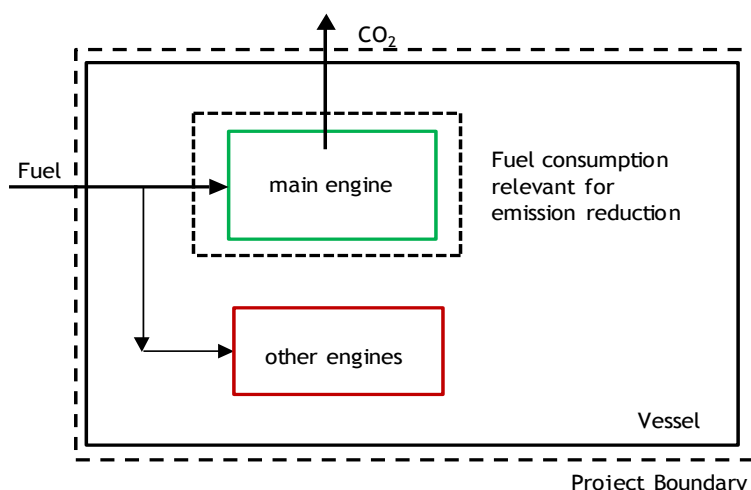 CO₂
Fuel
main engine
Fuel consumption
relevant for
emission reduction
other engines
Vessel
Project Boundary